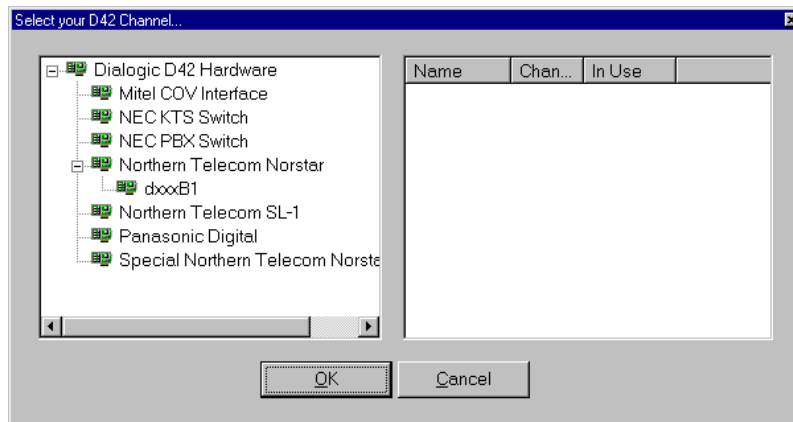 Select your D42 Channel...
Dialogic D42 Hardware
Mitel COV Interface
NEC KTS Switch
NEC PBX Switch
Northern Telecom Norstar
dxxxB1
Northern Telecom SL-1
Panasonic Digital
Special Northern Telecom Norsta
Name Chan... In Use
OK Cancel